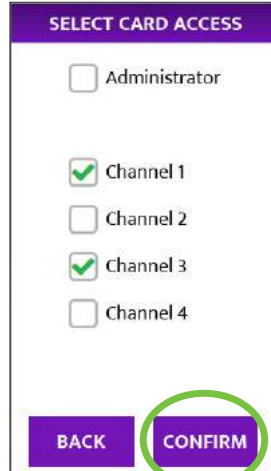 SELECT CARD ACCESS
Administrator
Channel 1
Channel 2
Channel 3
Channel 4
BACK CONFIRM